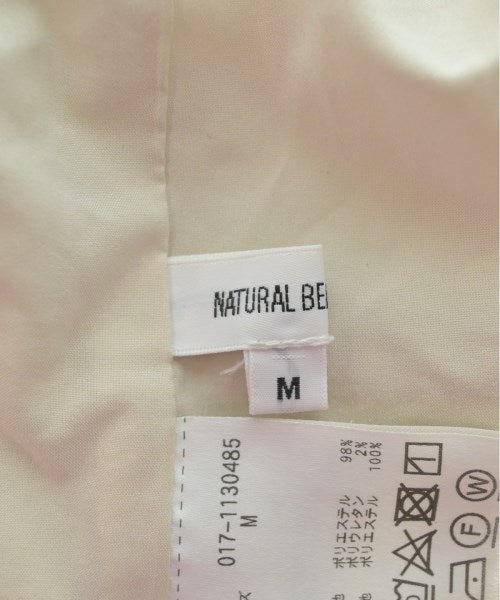 NATURAL BE
M
017-1130485
M
ポリエステル 98%
ポリウレタン 2%
ポリエステル 100%
地
W
F